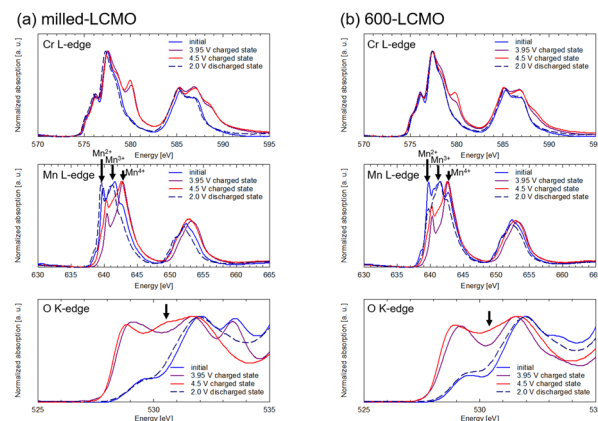 (a) milled-LCMO
Cr L-edge
initial
3.95 V charged state
4.5 V charged state
2.0 V discharged state
Normalized absorption [a. u.]
570 575 580 585 590 595
Energy [eV]
Mn2+
Mn3+
Mn4+
Mn L-edge
initial
3.95 V charged state
4.5 V charged state
2.0 V discharged state
Normalized absorption [a. u.]
630 635 640 645 650 655 660 665
Energy [eV]
O K-edge
initial
3.95 V charged state
4.5 V charged state
2.0 V discharged state
Normalized absorption [a. u.]
525 530 535
Energy [eV]
(b) 600-LCMO
Cr L-edge
initial
3.95 V charged state
4.5 V charged state
2.0 V discharged state
Normalized absorption [a. u.]
570 575 580 585 590 59
Energy [eV]
Mn2+
Mn3+
Mn4+
Mn L-edge
initial
3.95 V charged state
4.5 V charged state
2.0 V discharged state
Normalized absorption [a. u.]
630 635 640 645 650 655 660 66
Energy [eV]
O K-edge
initial
3.95 V charged state
4.5 V charged state
2.0 V discharged state
Normalized absorption [a. u.]
525 530 53
Energy [eV]